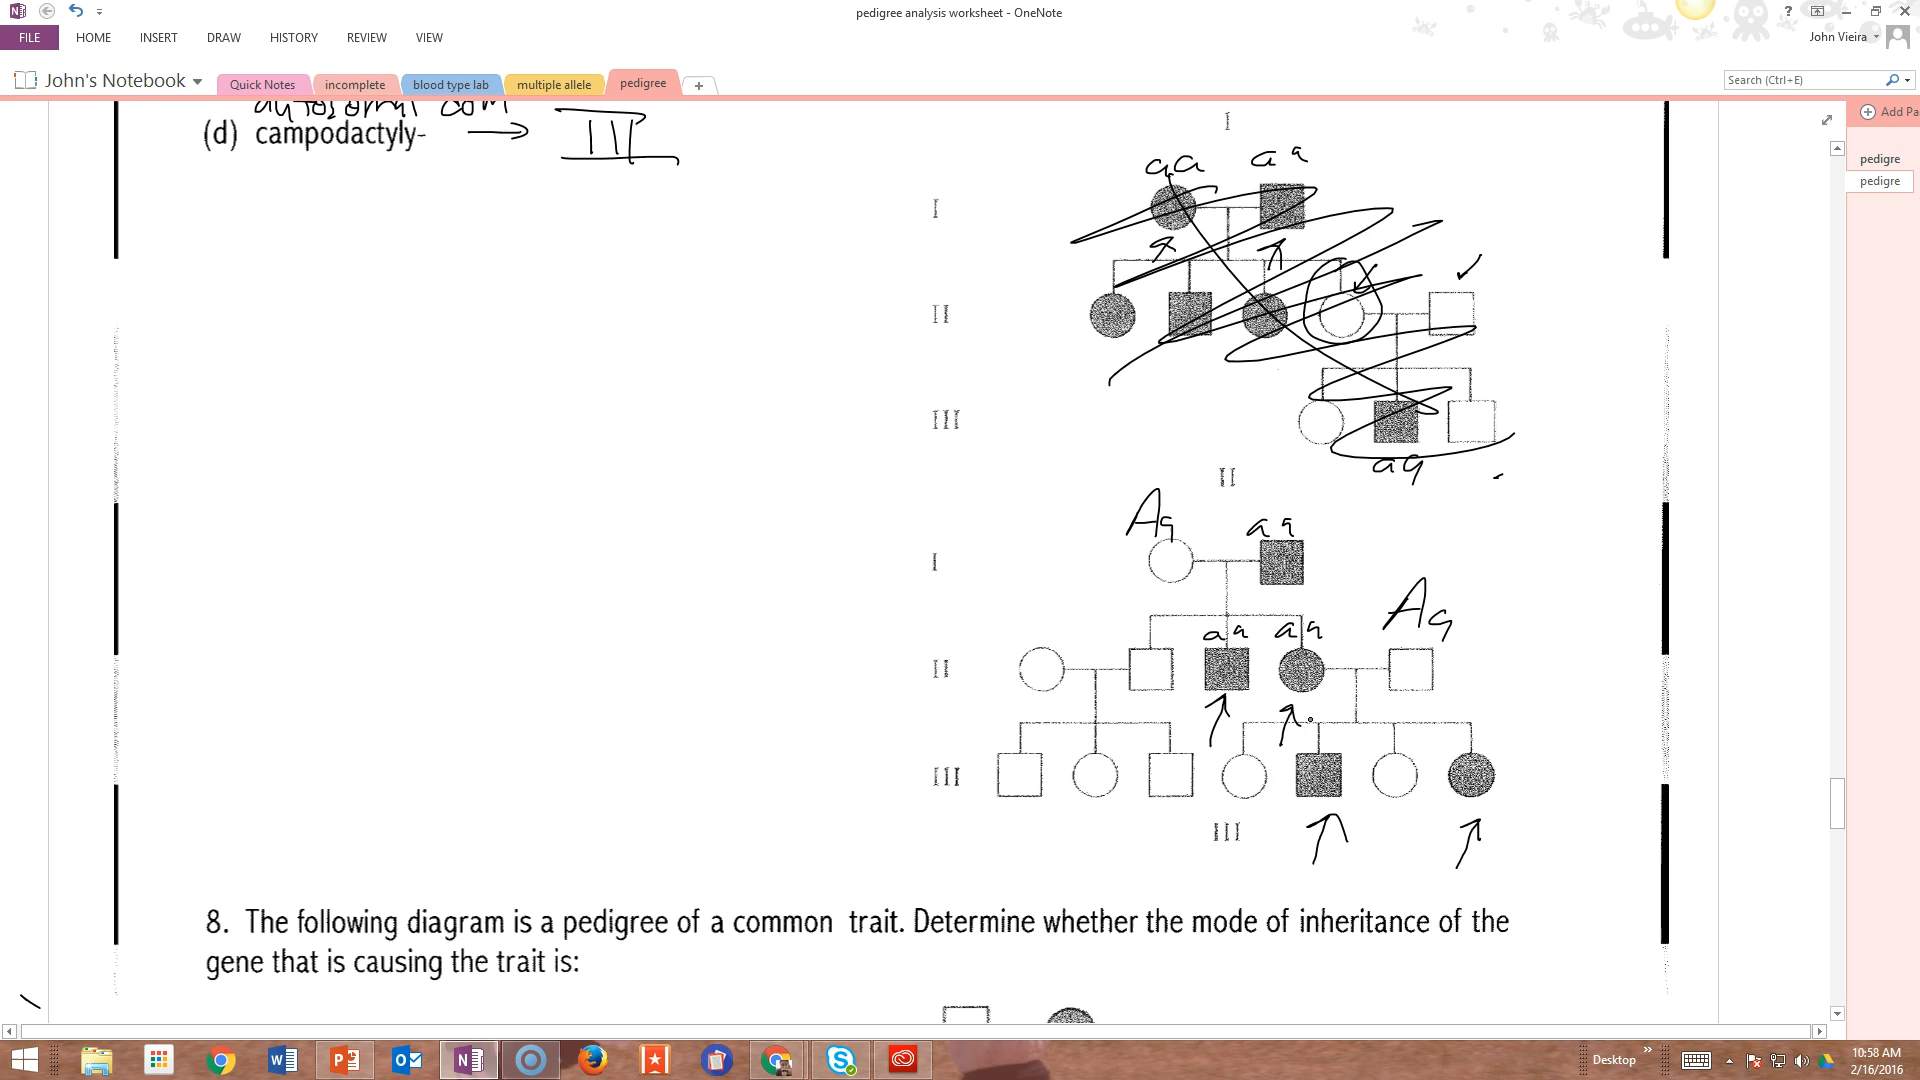 pedigree analysis worksheet - OneNote
?
FILE HOME INSERT DRAW HISTORY REVIEW VIEW
John Vieira
John's Notebook
Quick Notes incomplete blood type lab multiple allele pedigree +
Search (Ctrl+E)
Add Pa
pedigre
pedigre
autosomal dom
(d) campodactyly- → III
I
aa aa
I
II
III
aa
II
Aa aa
I
aa aa Aa
II
III
III
8. The following diagram is a pedigree of a common trait. Determine whether the mode of inheritance of the
gene that is causing the trait is:
Desktop
10:58 AM
2/16/2016